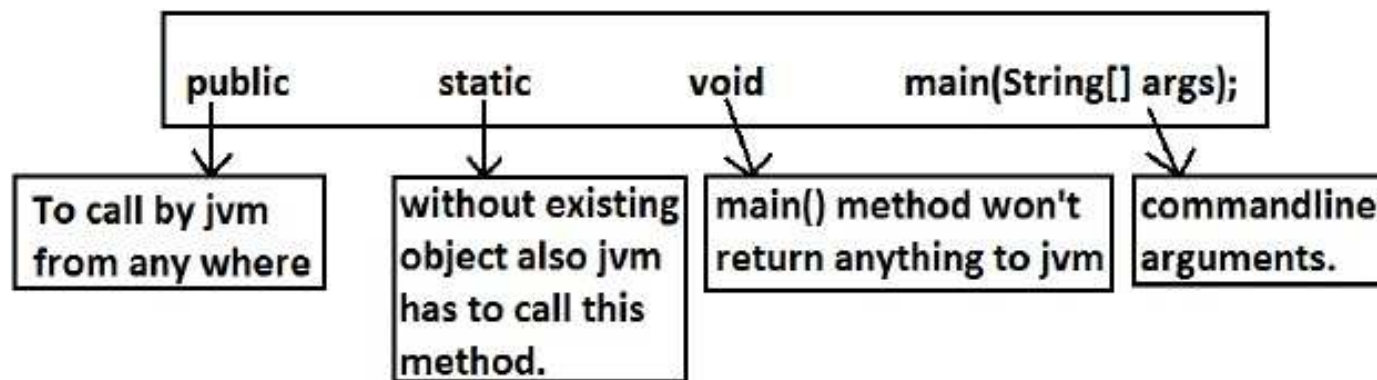 public static void main(String[] args);
To call by jvm
from any where
without existing
object also jvm
has to call this
method.
main() method won't
return anything to jvm
commandline
arguments.